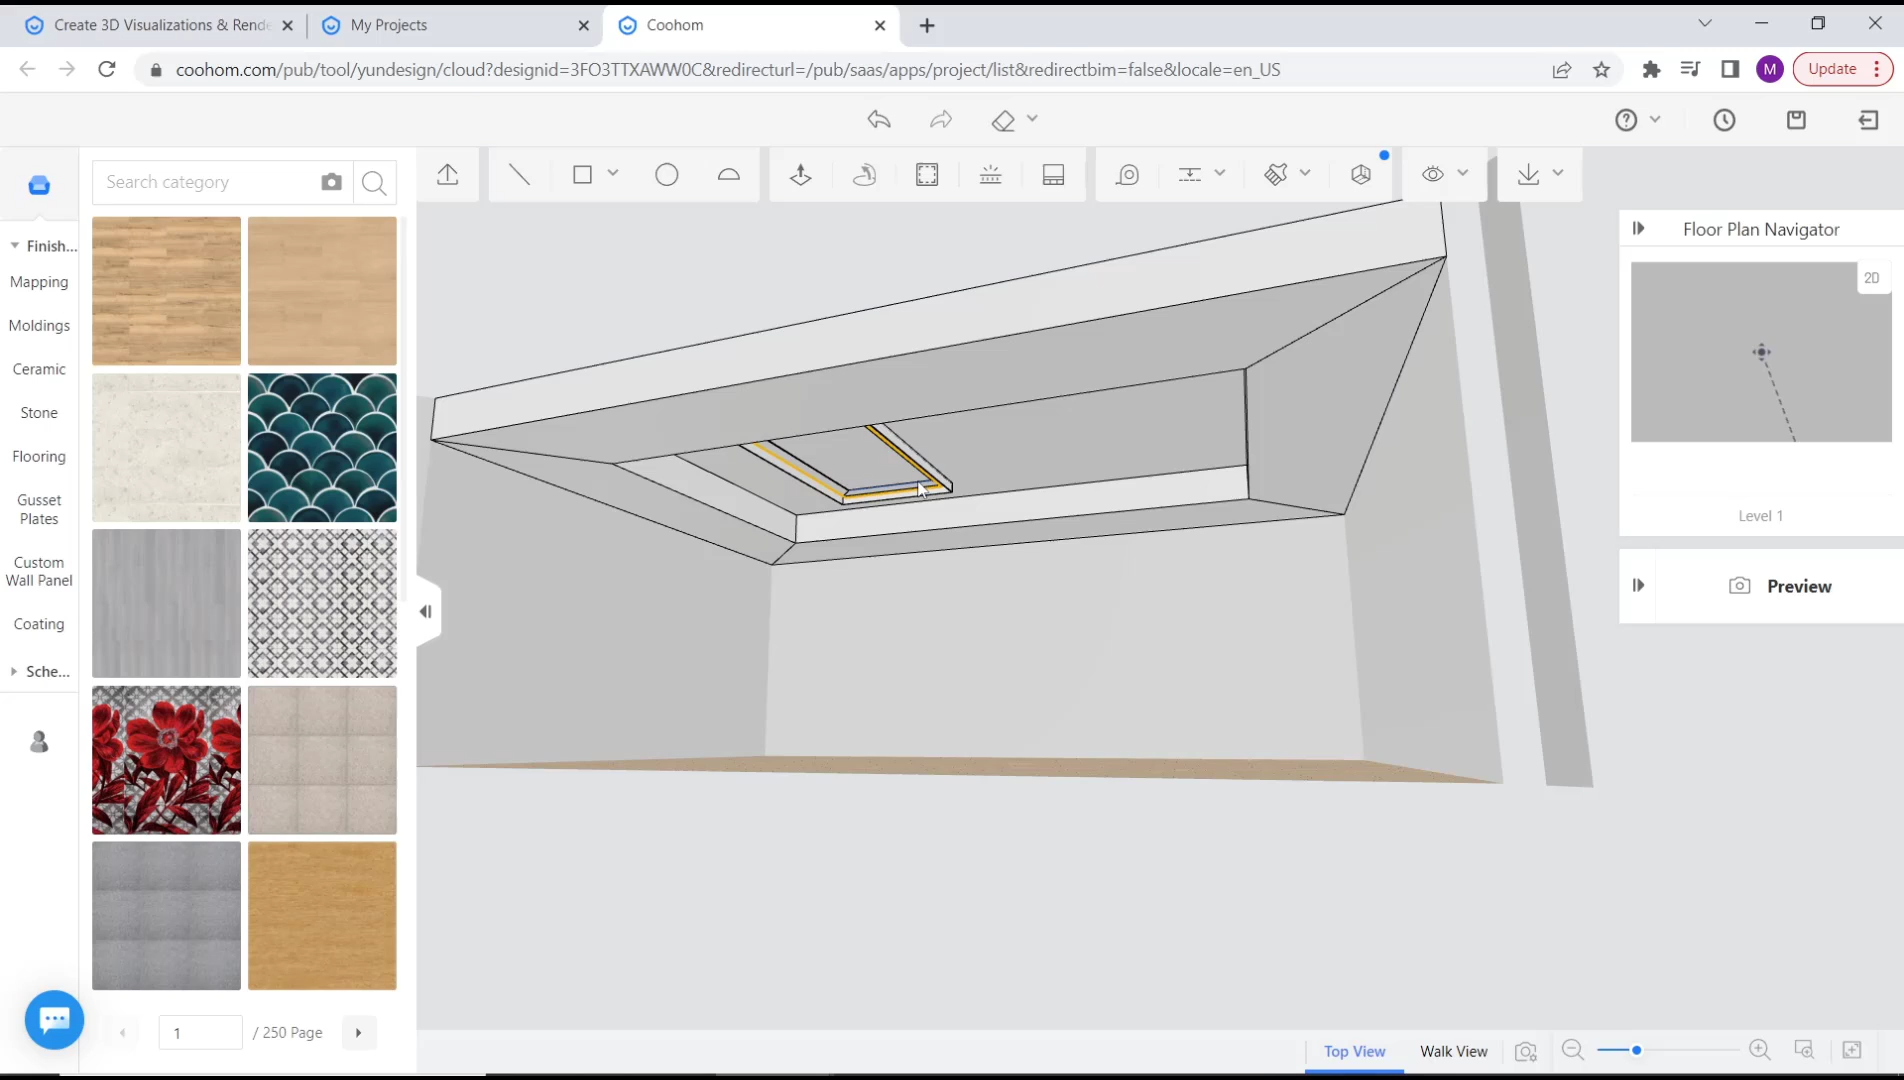 Create 3D Visualizations & Rende
My Projects
Coohom
coohom.com/pub/tool/yundesign/cloud?designid=3FO3TTXAWW0C&redirecturl=/pub/saas/apps/project/list&redirectbim=false&locale=en_US
M
Update
Search category
Finish...
Mapping
Moldings
Ceramic
Stone
Flooring
Gusset
Plates
Custom
Wall Panel
Coating
Sche...
Floor Plan Navigator
2D
Level 1
Preview
1
/ 250 Page
Top View
Walk View